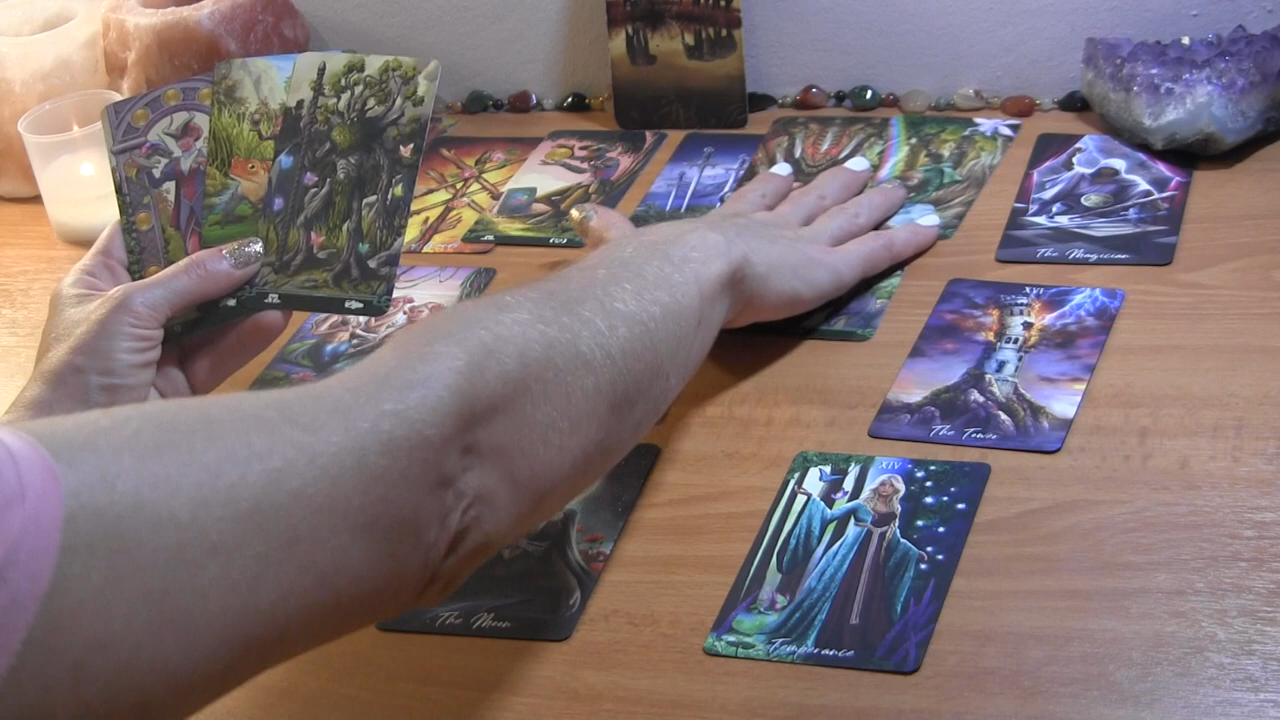 The Magician
XVI
The Tower
XIV
Temperance
The Moon